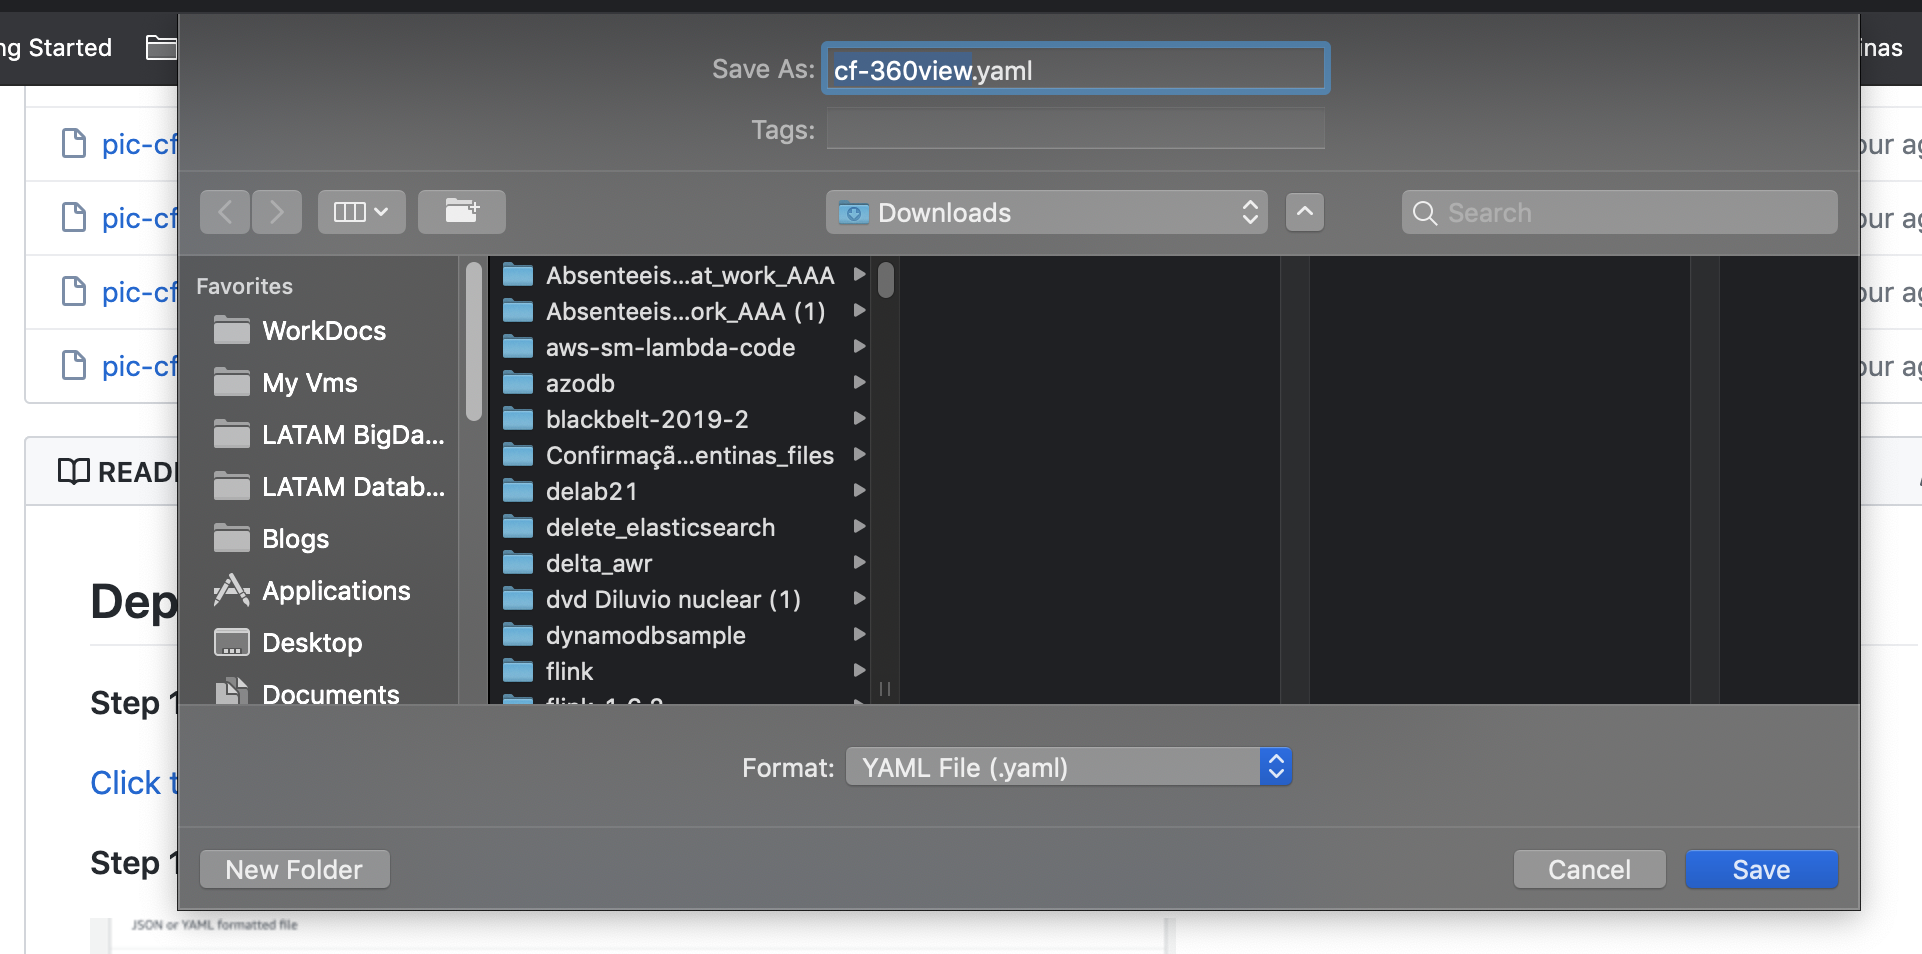 ng Started
Save As: cf-360view.yaml
inas
Tags:
pic-cf
our ag
pic-cf
our ag
pic-cf
our ag
pic-cf
our ag
Downloads
Search
Favorites
WorkDocs
My Vms
LATAM BigDa...
LATAM Datab...
Blogs
Applications
Desktop
Documents
Absenteeis...at_work_AAA
Absenteeis...ork_AAA (1)
aws-sm-lambda-code
azodb
blackbelt-2019-2
Confirmaçã...entinas_files
delab21
delete_elasticsearch
delta_awr
dvd Diluvio nuclear (1)
dynamodbsample
flink
READ
Dep
Step 1
Click t
Step 1
Format: YAML File (.yaml)
New Folder
Cancel
Save
JSON or YAML formatted file